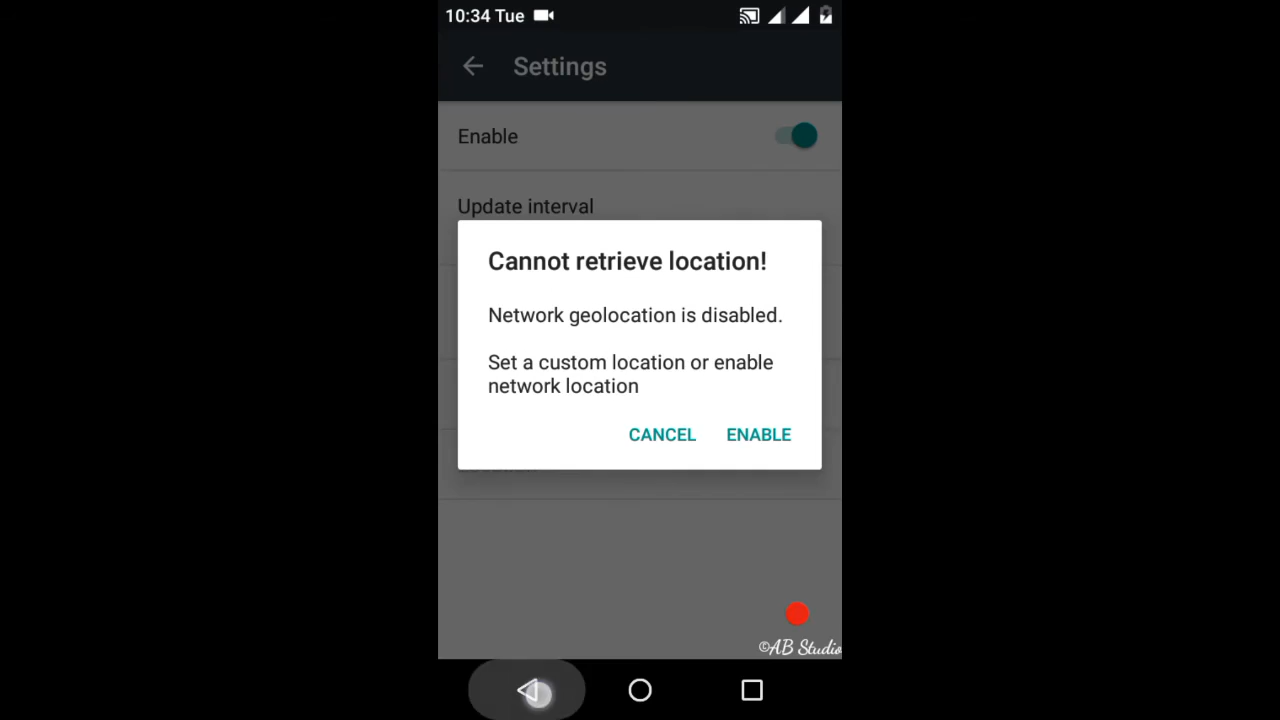 10:34 Tue
Settings
Enable
Update interval
Cannot retrieve location!
Network geolocation is disabled.
Set a custom location or enable
network location
CANCEL ENABLE
©AB Studio